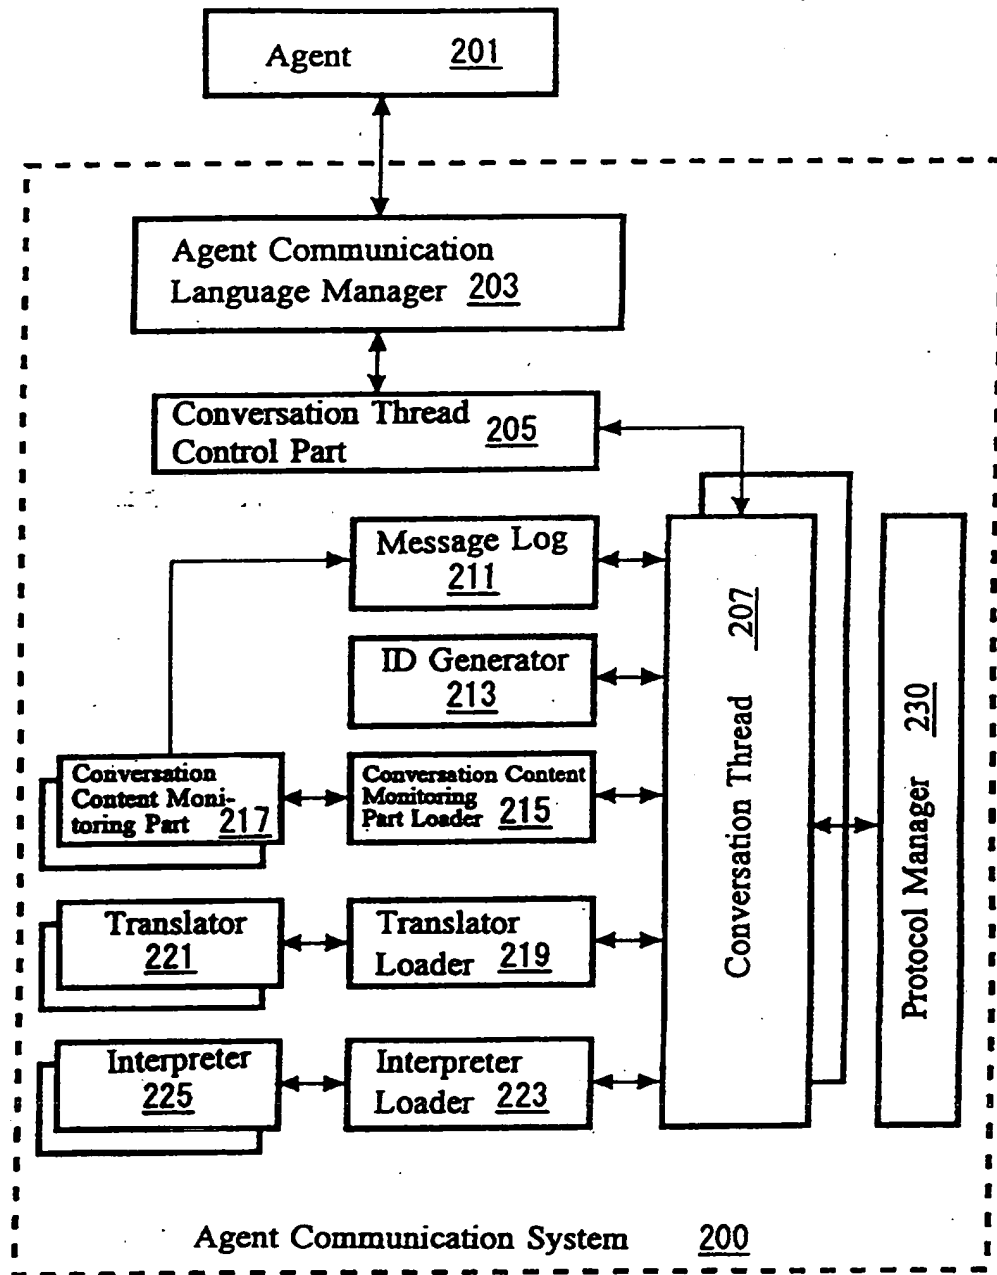 Agent 201
Agent Communication
Language Manager 203
Conversation Thread
Control Part 205
Message Log
211
ID Generator
213
Conversation
Content Moni-
toring Part 217
Conversation Content
Monitoring
Part Loader 215
Translator
221
Translator
Loader 219
Interpreter
225
Interpreter
Loader 223
Conversation Thread 207
Protocol Manager 230
Agent Communication System 200